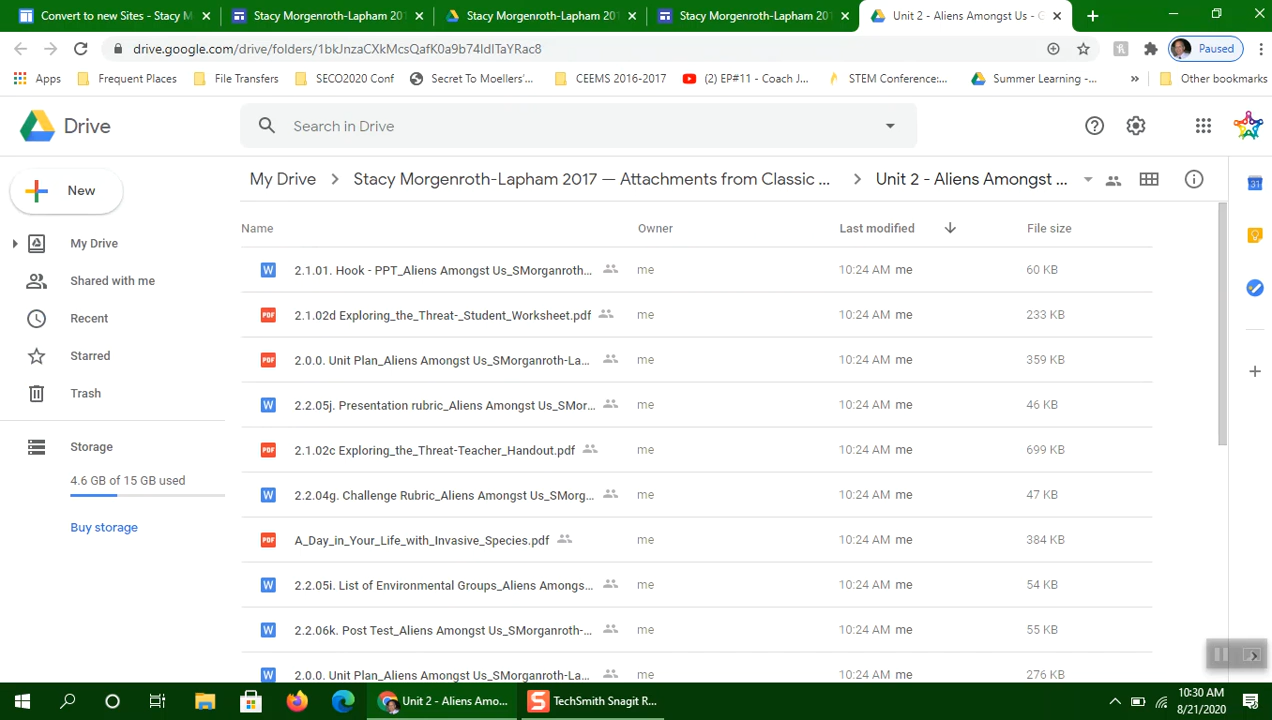 Convert to new Sites - Stacy M
Stacy Morgenroth-Lapham 201
Stacy Morgenroth-Lapham 201
Stacy Morgenroth-Lapham 201
Unit 2 - Aliens Amongst Us - G
drive.google.com/drive/folders/1bkJnzaCXkMcsQafK0a9b74ldITaYRac8
Paused
Apps
Frequent Places
File Transfers
SECO2020 Conf
Secret To Moellers'...
CEEMS 2016-2017
(2) EP#11 - Coach J...
STEM Conference:...
Summer Learning -...
»
Other bookmarks
Drive
Search in Drive
New
My Drive
Stacy Morgenroth-Lapham 2017 — Attachments from Classic ...
Unit 2 - Aliens Amongst ...
My Drive
Shared with me
Recent
Starred
Trash
Storage
4.6 GB of 15 GB used
Buy storage
Name Owner Last modified File size
2.1.01. Hook - PPT_Aliens Amongst Us_SMorganroth... me 10:24 AM me 60 KB
2.1.02d Exploring_the_Threat-_Student_Worksheet.pdf me 10:24 AM me 233 KB
2.0.0. Unit Plan_Aliens Amongst Us_SMorganroth-La... me 10:24 AM me 359 KB
2.2.05j. Presentation rubric_Aliens Amongst Us_SMor... me 10:24 AM me 46 KB
2.1.02c Exploring_the_Threat-Teacher_Handout.pdf me 10:24 AM me 699 KB
2.2.04g. Challenge Rubric_Aliens Amongst Us_SMorg... me 10:24 AM me 47 KB
A_Day_in_Your_Life_with_Invasive_Species.pdf me 10:24 AM me 384 KB
2.2.05i. List of Environmental Groups_Aliens Amongs... me 10:24 AM me 54 KB
2.2.06k. Post Test_Aliens Amongst Us_SMorganroth-... me 10:24 AM me 55 KB
2.0.0. Unit Plan_Aliens Amongst Us_SMorganroth-La... me 10:24 AM me 276 KB
W
PDF
PDF
W
PDF
W
PDF
W
W
W
31
Unit 2 - Aliens Amo...
S
TechSmith Snagit R...
10:30 AM
8/21/2020